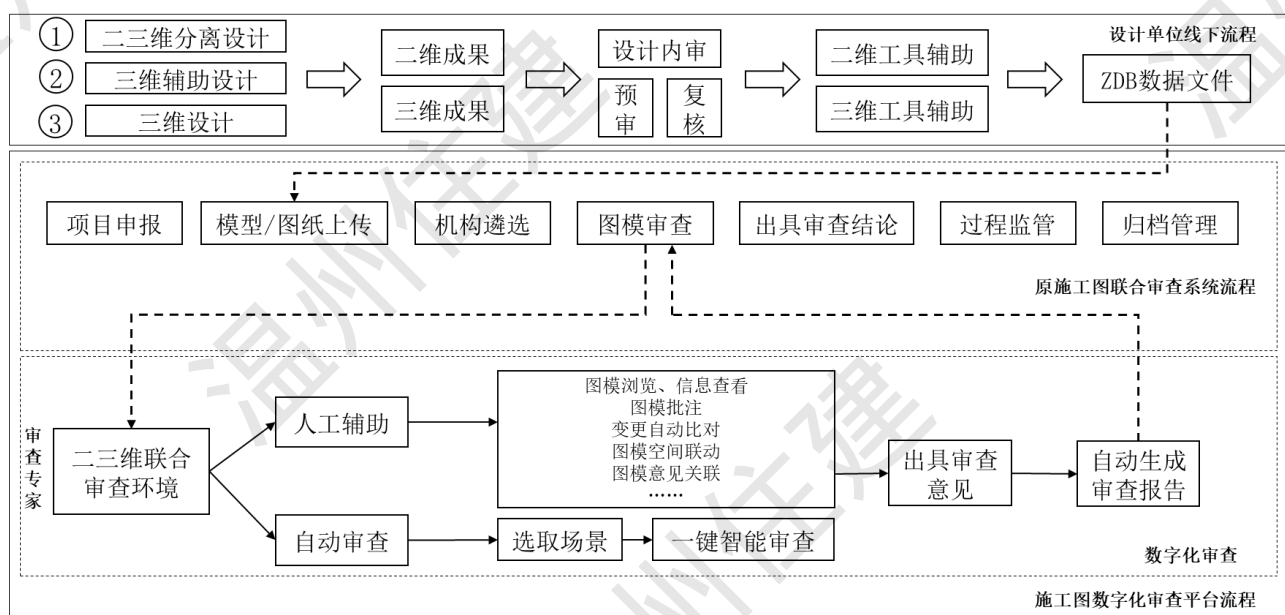 设计单位线下流程
① 二三维分离设计
② 三维辅助设计
③ 三维设计
二维成果
三维成果
设计内审
预审
复核
二维工具辅助
三维工具辅助
ZDB数据文件
项目申报
模型/图纸上传
机构遴选
图模审查
出具审查结论
过程监管
归档管理
原施工图联合审查系统流程
审查专家
二三维联合
审查环境
人工辅助
图模浏览、信息查看
图模批注
变更自动比对
图模空间联动
图模意见关联
……
自动审查
选取场景
一键智能审查
出具审查
意见
自动生成
审查报告
数字化审查
施工图数字化审查平台流程
温州住建
温州住建